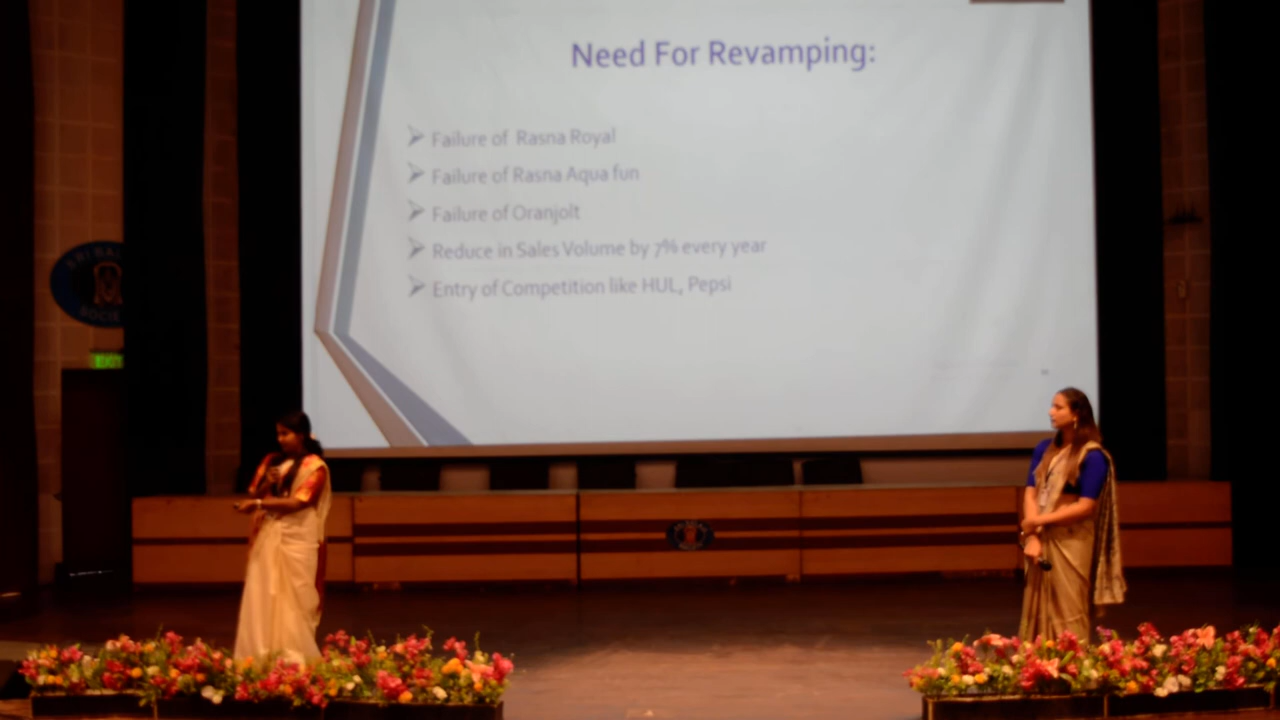 Need For Revamping:
Failure of Rasna Royal
Failure of Rasna Aqua fun
Failure of Oranjolt
Reduce in Sales Volume by 7% every year
Entry of Competition like HUL, Pepsi
EXIT